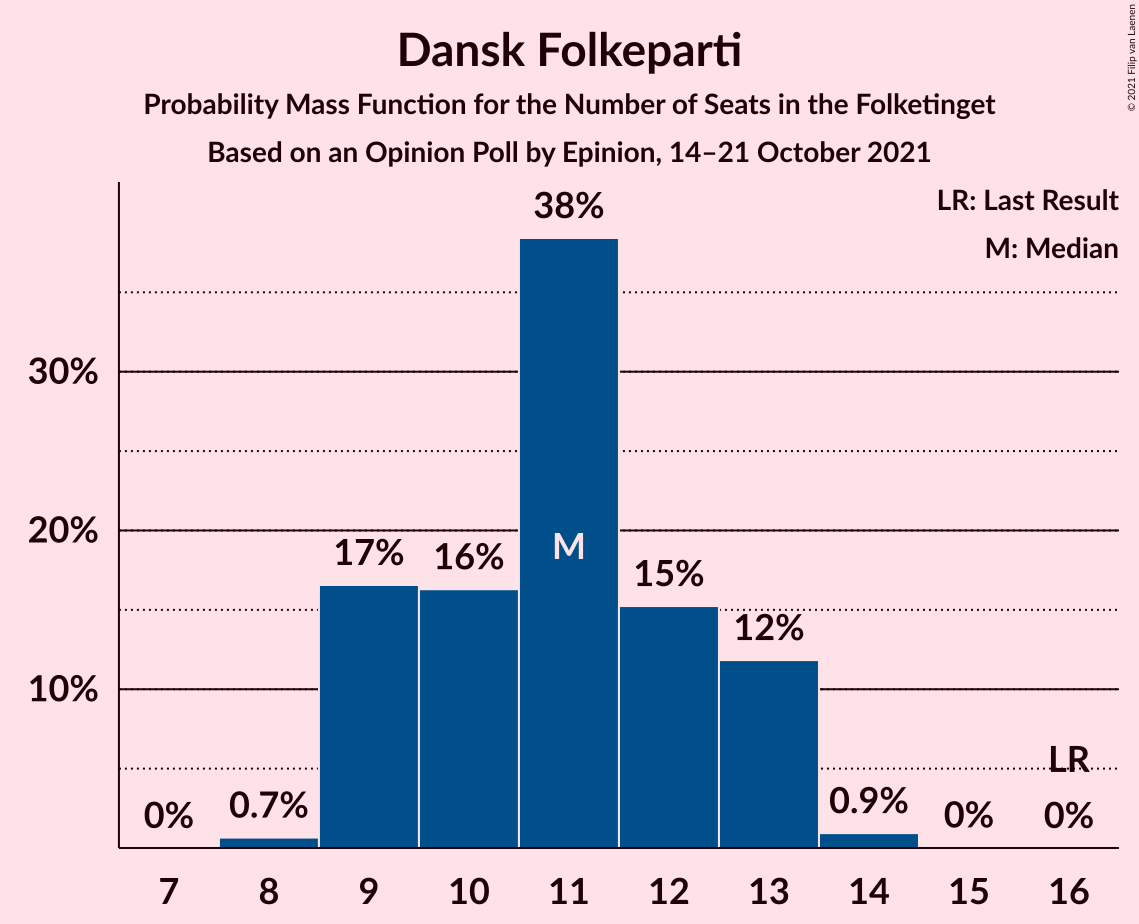 Dansk Folkeparti
Probability Mass Function for the Number of Seats in the Folketinget
Based on an Opinion Poll by Epinion, 14–21 October 2021
© 2021 Filip van Laenen
LR: Last Result
M: Median
38%
30%
20%
10%
17%
16%
M
15%
12%
LR
0%
0.7%
0.9%
0%
0%
7 8 9 10 11 12 13 14 15 16